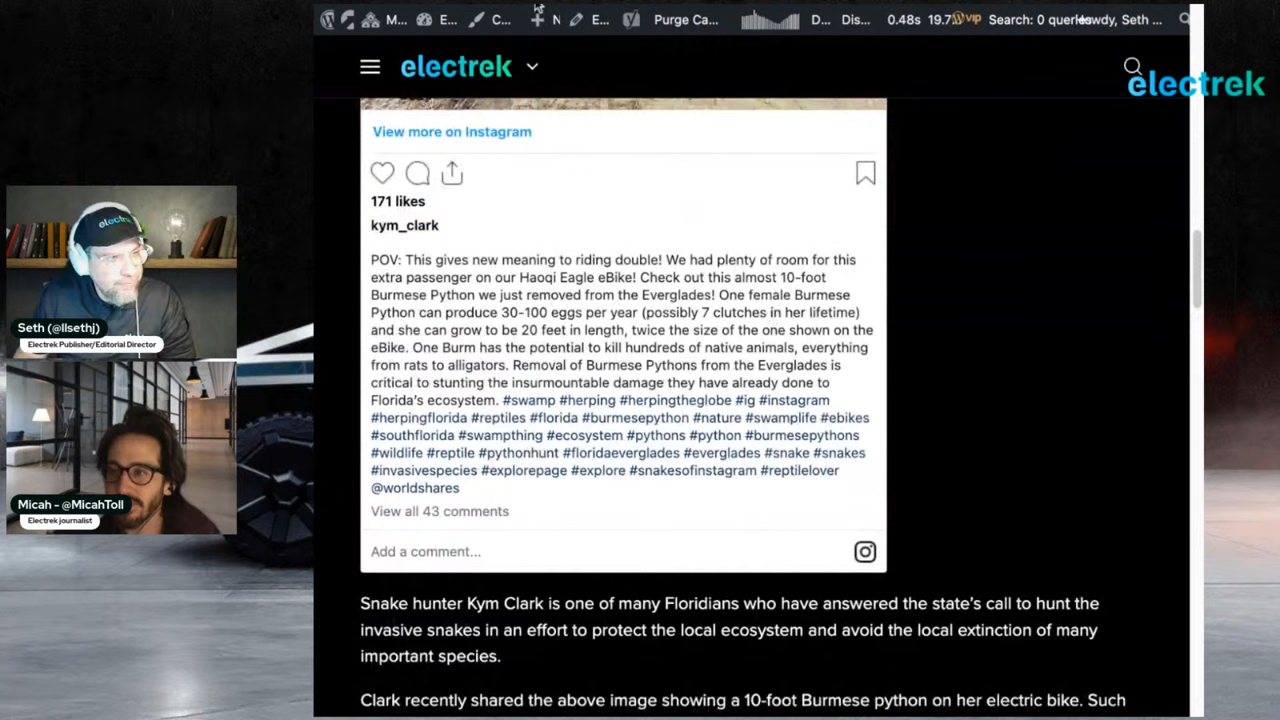 M...
E...
C...
N
E...
Purge Ca...
D...
Dis...
0.48s
19.7
vip
Search: 0 queries
Howdy, Seth ...
electrek
electrek
View more on Instagram
171 likes
kym_clark
POV: This gives new meaning to riding double! We had plenty of room for this
extra passenger on our Haoqi Eagle eBike! Check out this almost 10-foot
Burmese Python we just removed from the Everglades! One female Burmese
Python can produce 30-100 eggs per year (possibly 7 clutches in her lifetime)
and she can grow to be 20 feet in length, twice the size of the one shown on the
eBike. One Burm has the potential to kill hundreds of native animals, everything
from rats to alligators. Removal of Burmese Pythons from the Everglades is
critical to stunting the insurmountable damage they have already done to
Florida's ecosystem. #swamp #herping #herpingtheglobe #ig #instagram
#herpingflorida #reptiles #florida #burmesepython #nature #swamplife #ebikes
#southflorida #swampthing #ecosystem #pythons #python #burmesepythons
#wildlife #reptile #pythonhunt #floridaeverglades #everglades #snake #snakes
#invasivespecies #explorepage #explore #snakesofinstagram #reptilelover
@worldshares
View all 43 comments
Add a comment...
Snake hunter Kym Clark is one of many Floridians who have answered the state's call to hunt the
invasive snakes in an effort to protect the local ecosystem and avoid the local extinction of many
important species.
Clark recently shared the above image showing a 10-foot Burmese python on her electric bike. Such
electrek
Seth (@llsethj)
Electrek Publisher/Editorial Director
Micah - @MicahToll
Electrek journalist